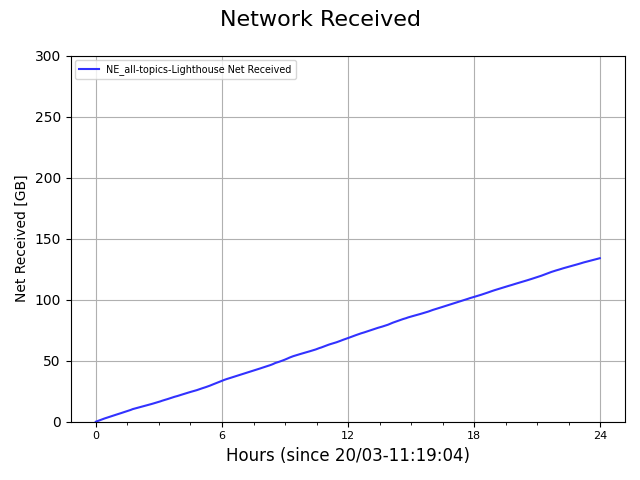 Network Received
NE_all-topics-Lighthouse Net Received
300
250
200
150
100
50
0
Net Received [GB]
0 6 12 18 24
Hours (since 20/03-11:19:04)